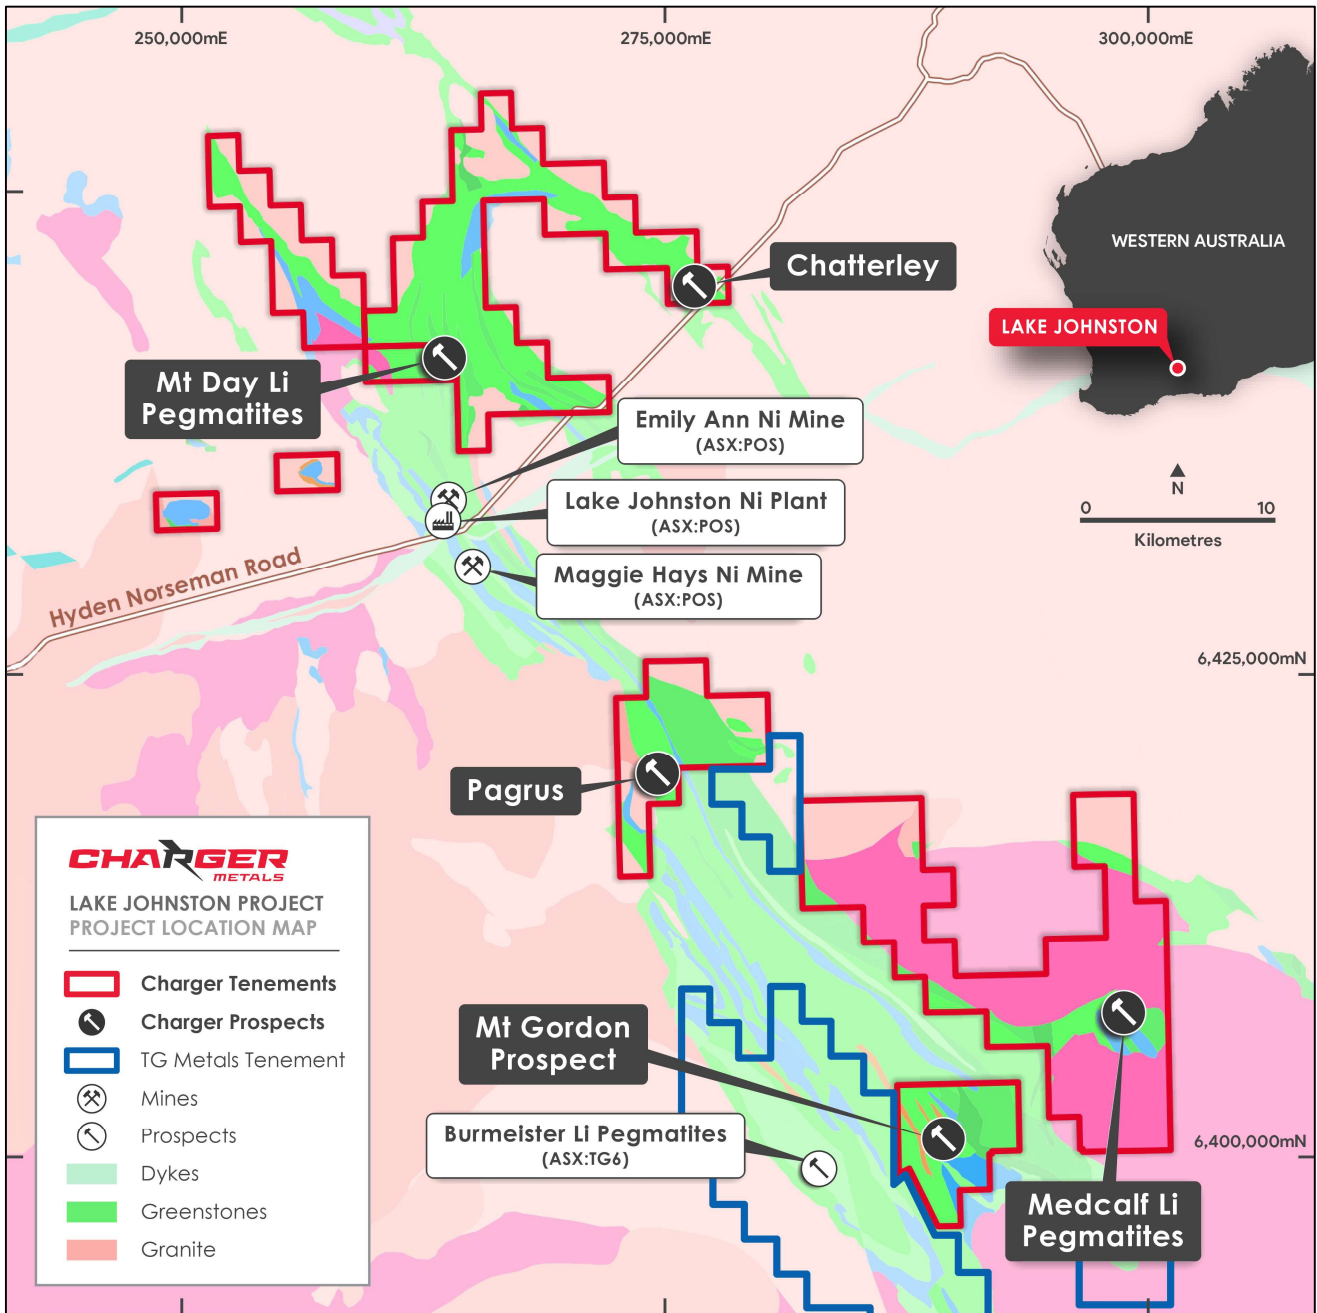 250,000mE
275,000mE
300,000mE
WESTERN AUSTRALIA
Chatterley
LAKE JOHNSTON
Mt Day Li
Pegmatites
Emily Ann Ni Mine
(ASX:POS)
N
0 10
Kilometres
Lake Johnston Ni Plant
(ASX:POS)
Maggie Hays Ni Mine
(ASX:POS)
Hyden Norseman Road
6,425,000mN
Pagrus
CHARGER
METALS
LAKE JOHNSTON PROJECT
PROJECT LOCATION MAP
Charger Tenements
Charger Prospects
TG Metals Tenement
Mines
Prospects
Dykes
Greenstones
Granite
Mt Gordon
Prospect
Burmeister Li Pegmatites
(ASX:TG6)
6,400,000mN
Medcalf Li
Pegmatites